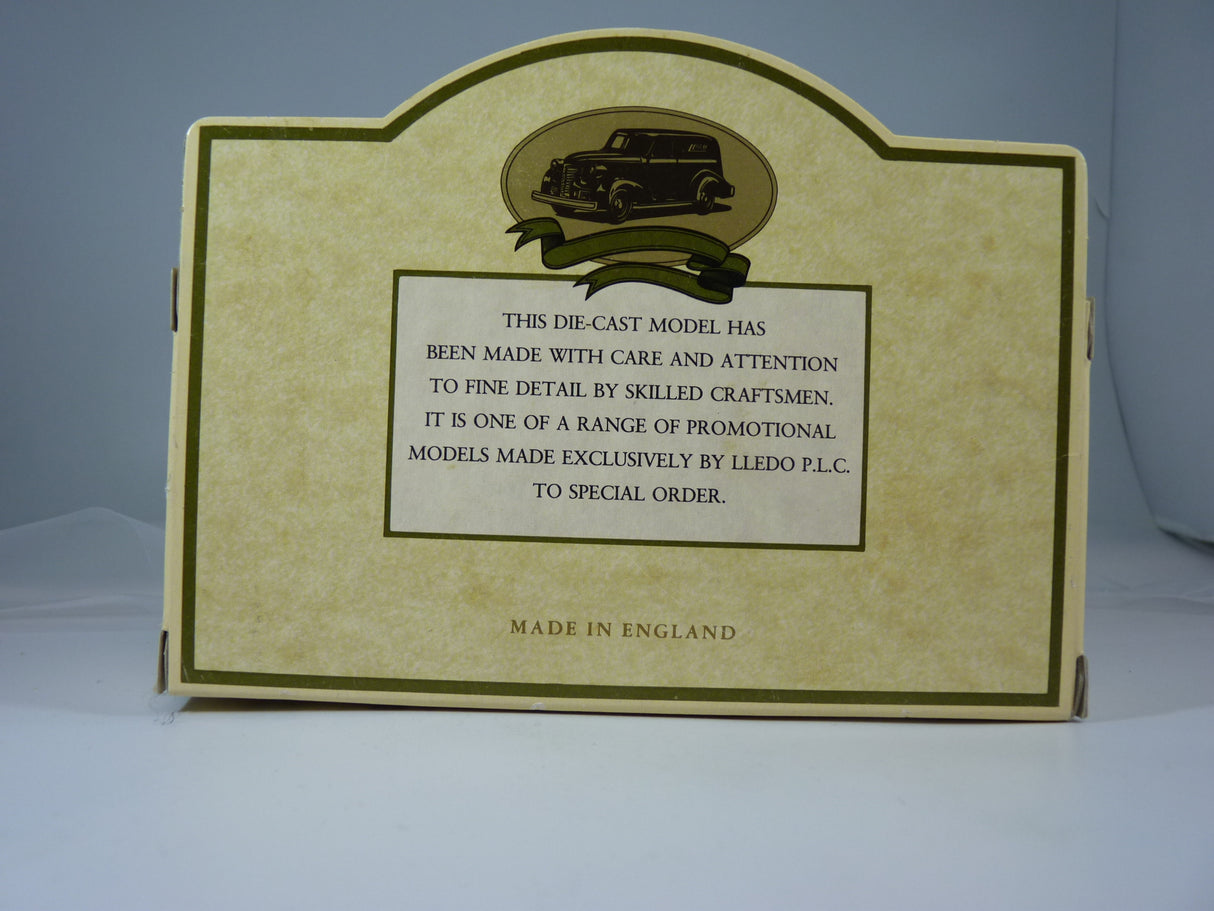 THIS DIE-CAST MODEL HAS
BEEN MADE WITH CARE AND ATTENTION
TO FINE DETAIL BY SKILLED CRAFTSMEN.
IT IS ONE OF A RANGE OF PROMOTIONAL
MODELS MADE EXCLUSIVELY BY LLEDO P.L.C.
TO SPECIAL ORDER.
MADE IN ENGLAND